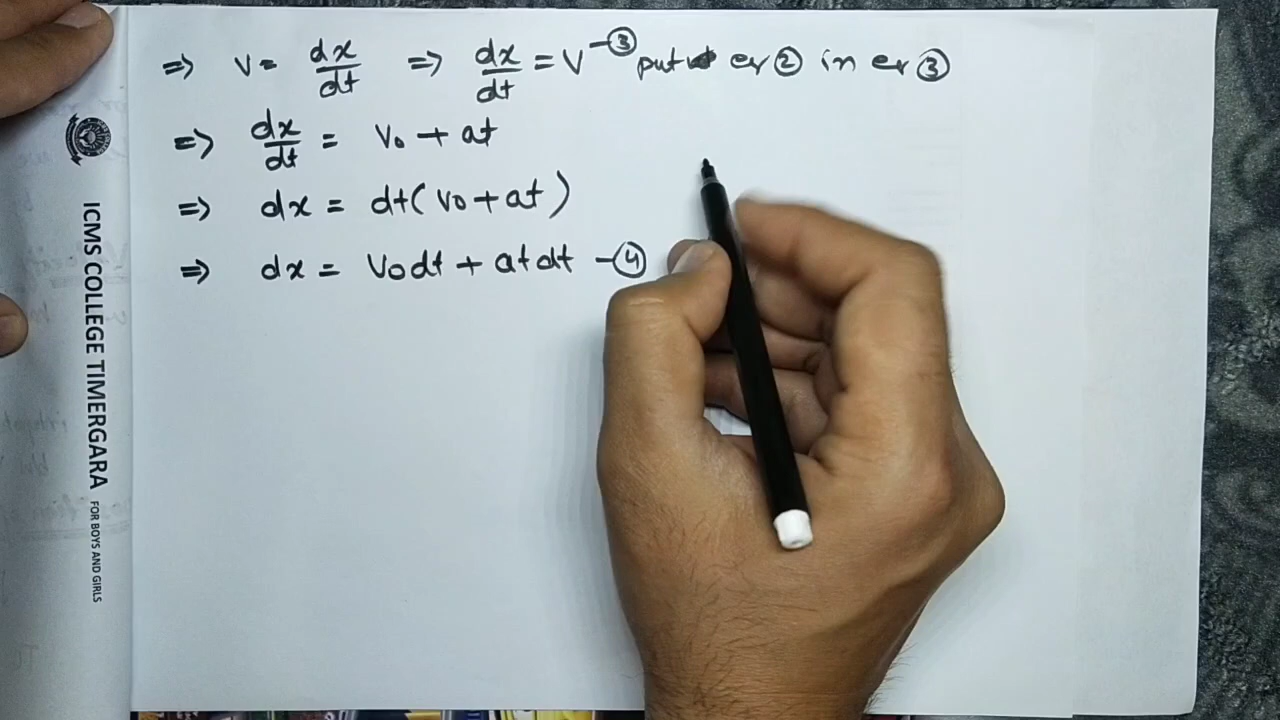 ⇒ v = dx/dt ⇒ dx/dt = v —③ put eq ② in eq ③
⇒ dx/dt = v₀ + at
⇒ dx = dt(v₀ + at)
⇒ dx = v₀dt + atdt —④
ICMS COLLEGE TIMERGARA FOR BOYS AND GIRLS